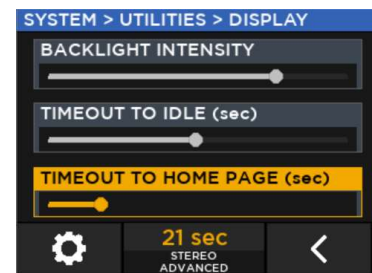 SYSTEM > UTILITIES > DISPLAY
BACKLIGHT INTENSITY
TIMEOUT TO IDLE (sec)
TIMEOUT TO HOME PAGE (sec)
21 sec
STEREO
ADVANCED